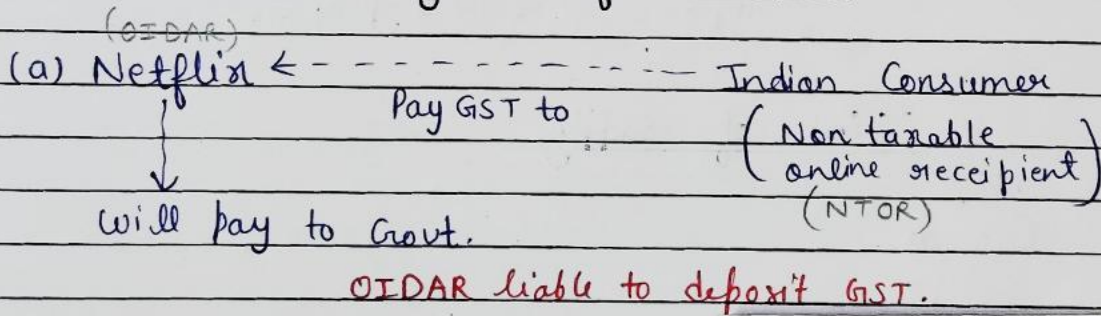 (OIDAR)
(a) Netflix ← Indian Consumer
Pay GST to
(Non taxable
online receipient)
(NTOR)
will pay to Govt.
OIDAR liable to deposit GST.